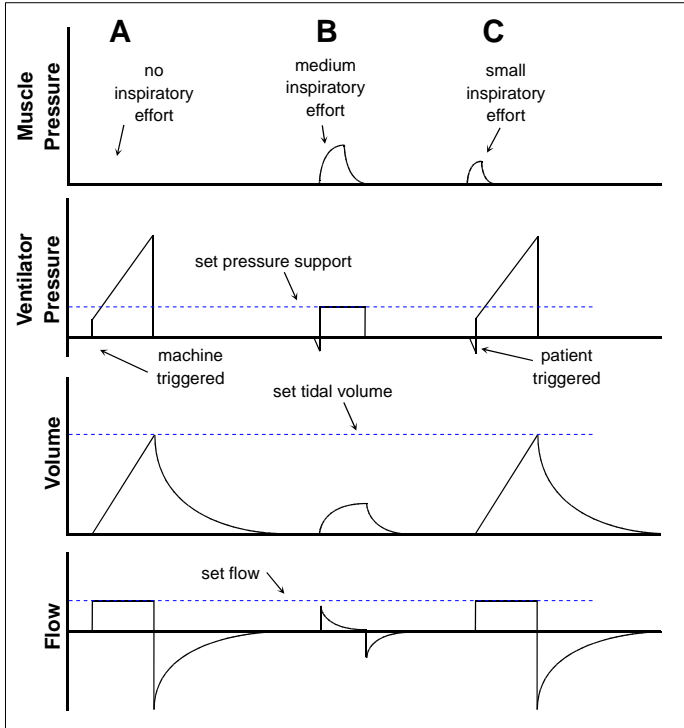 A
B
C
Muscle
Pressure
no
inspiratory
effort
medium
inspiratory
effort
small
inspiratory
effort
Ventilator
Pressure
set pressure support
machine
triggered
patient
triggered
Volume
set tidal volume
Flow
set flow